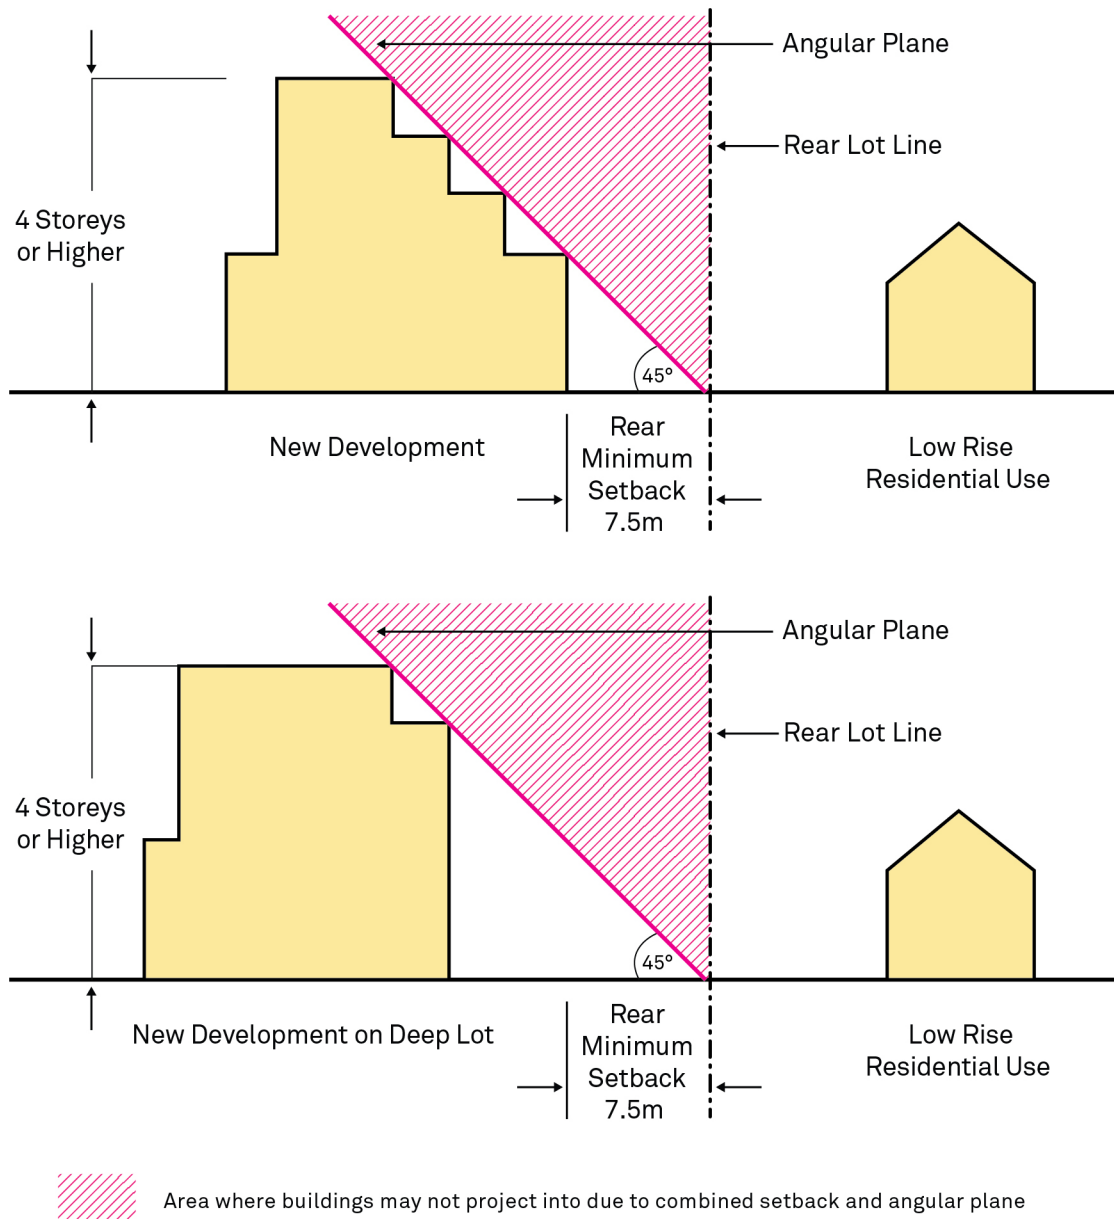 Angular Plane
Rear Lot Line
4 Storeys
or Higher
45°
New Development
Rear
Minimum
Setback
7.5m
Low Rise
Residential Use
Angular Plane
Rear Lot Line
4 Storeys
or Higher
45°
New Development on Deep Lot
Rear
Minimum
Setback
7.5m
Low Rise
Residential Use
Area where buildings may not project into due to combined setback and angular plane